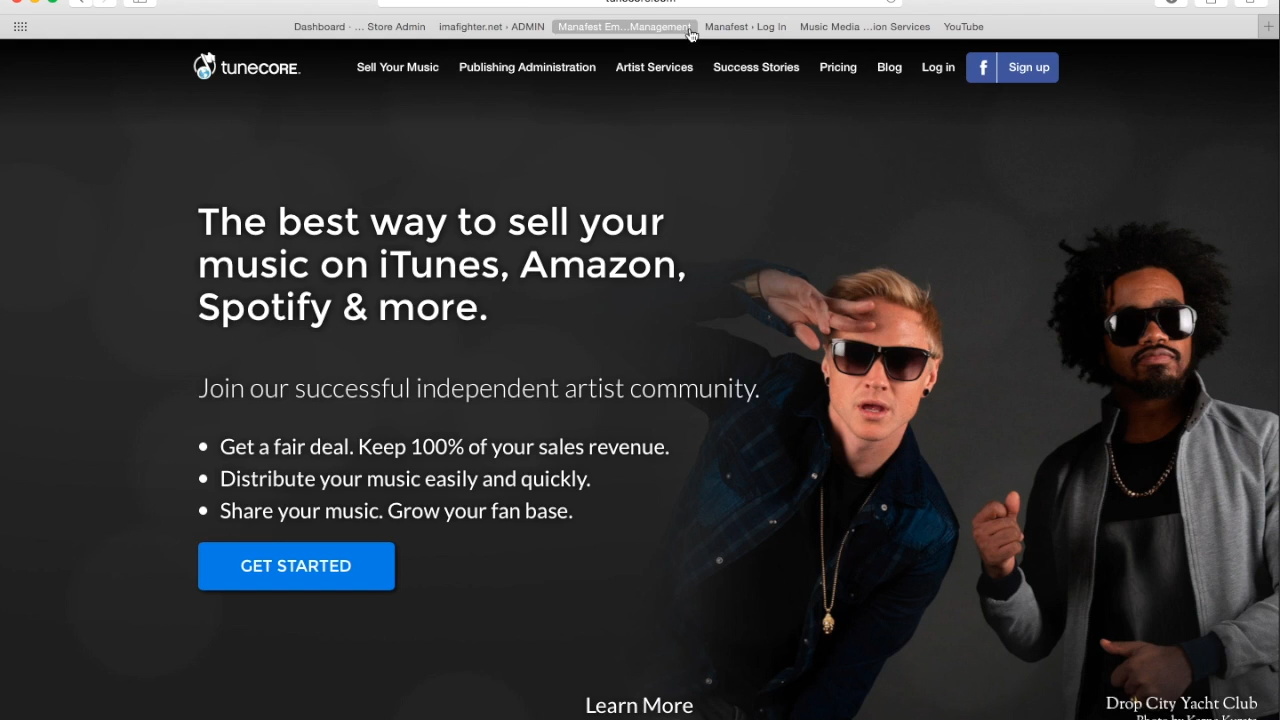 tunecore.com
Dashboard · ... Store Admin
imafighter.net › ADMIN
Manafest Em...Management
Manafest › Log In
Music Media ...ion Services
YouTube
tunecore.
Sell Your Music
Publishing Administration
Artist Services
Success Stories
Pricing
Blog
Log in
f
Sign up
The best way to sell your
music on iTunes, Amazon,
Spotify & more.
Join our successful independent artist community.
• Get a fair deal. Keep 100% of your sales revenue.
• Distribute your music easily and quickly.
• Share your music. Grow your fan base.
GET STARTED
Learn More
Drop City Yacht Club
Photo by